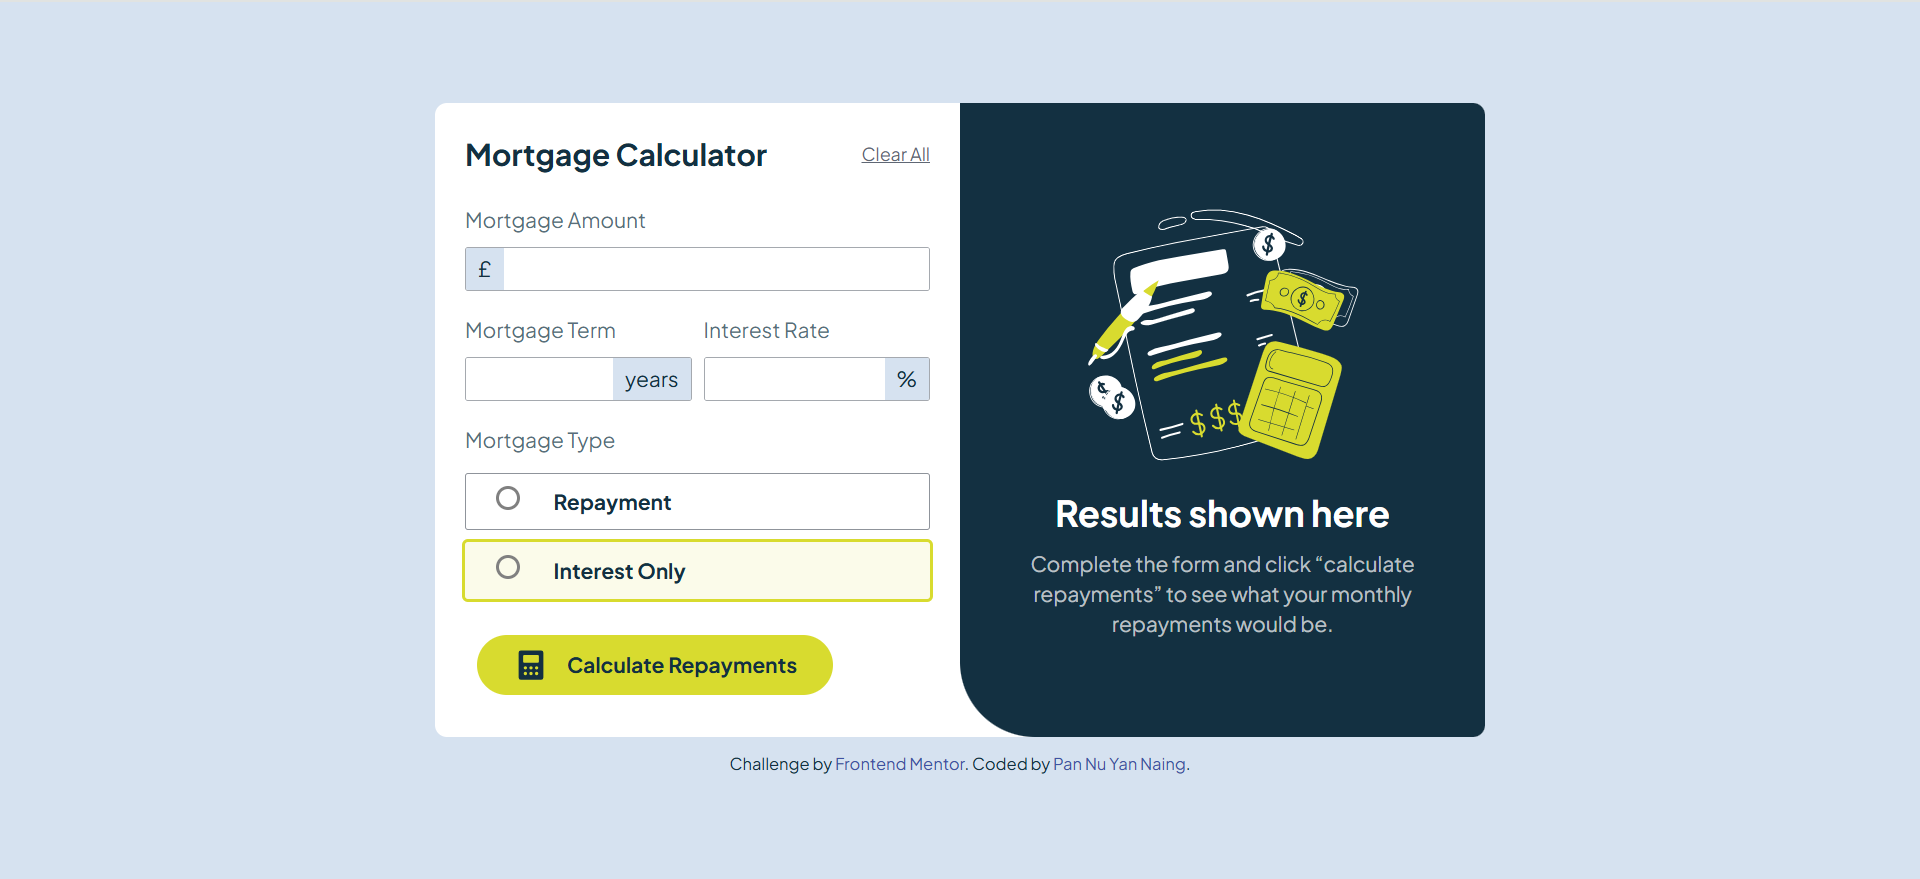 Mortgage Calculator
Clear All
Mortgage Amount
£
Mortgage Term
Interest Rate
years
%
Mortgage Type
Repayment
Interest Only
Calculate Repayments
$
$
$
$
$$$
Results shown here
Complete the form and click “calculate
repayments” to see what your monthly
repayments would be.
Challenge by Frontend Mentor. Coded by Pan Nu Yan Naing.